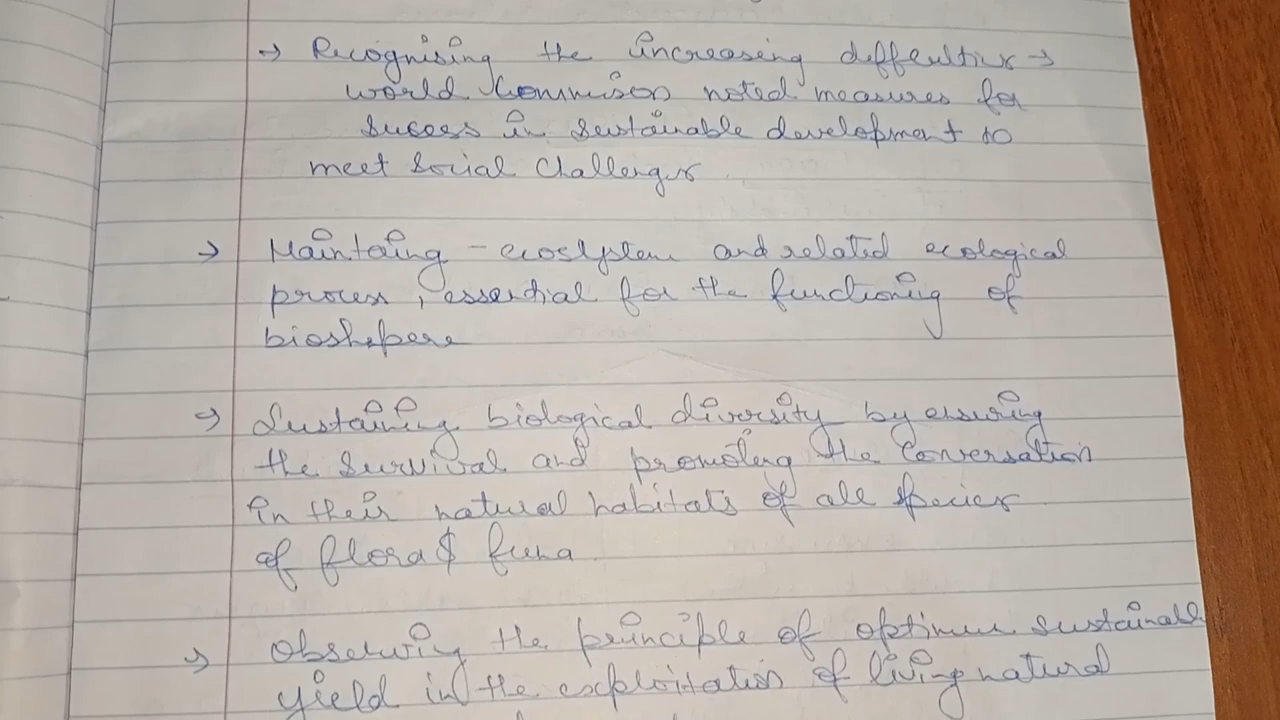 → Recognising the increasing difficulties →
world Commison noted measures for
sucess in sustainable development to
meet social challenges
→ Maintaing - ecosystem and related ecological
process, essential for the functioning of
bioshpere
→ Sustaining biological diversity by ensuring
the survival and promoting the conversation
in their natural habitats of all species
of flora & funa
→ Observing the principle of optimum sustainable
yield in the exploitation of living natural